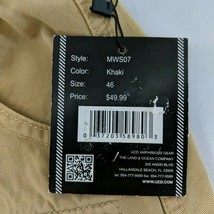 Style: MWS07
Color: Khaki
Size: 46
Price: $49.99
UZZI AMPHIBIOUS GEAR
THE LAND & OCEAN COMPANY
HALLANDALE BEACH, FL 33009
WWW.UZZI.COM